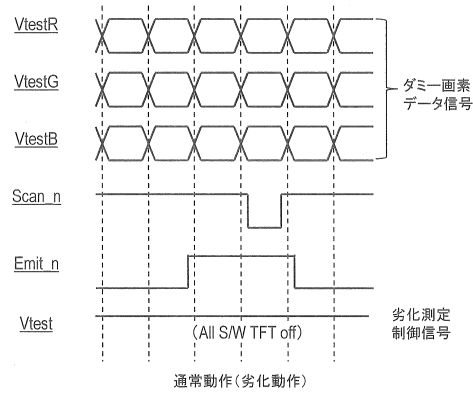 VtestR
VtestG
VtestB
ダミー画素
データ信号
Scan_n
Emit_n
Vtest
(All S/W TFT off)
劣化測定
制御信号
通常動作(劣化動作)